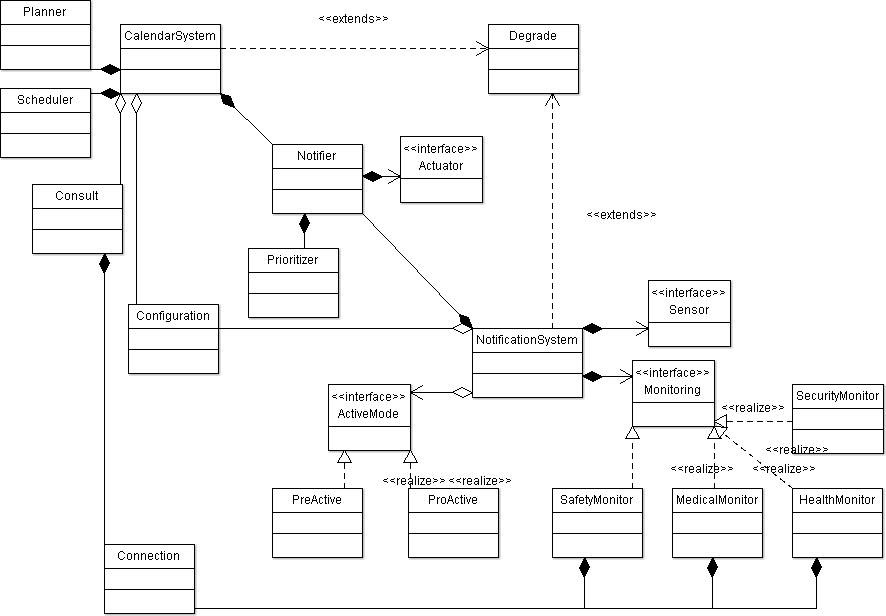 Planner
<<extends>>
CalendarSystem
Degrade
Scheduler
Notifier
<<interface>>
Actuator
Consult
<<extends>>
Prioritizer
<<interface>>
Sensor
Configuration
NotificationSystem
<<interface>>
Monitoring
<<interface>>
ActiveMode
SecurityMonitor
<<realize>>
<<realize>>
<<realize>>
<<realize>>
<<realize>>
<<realize>>
PreActive
ProActive
SafetyMonitor
MedicalMonitor
HealthMonitor
Connection